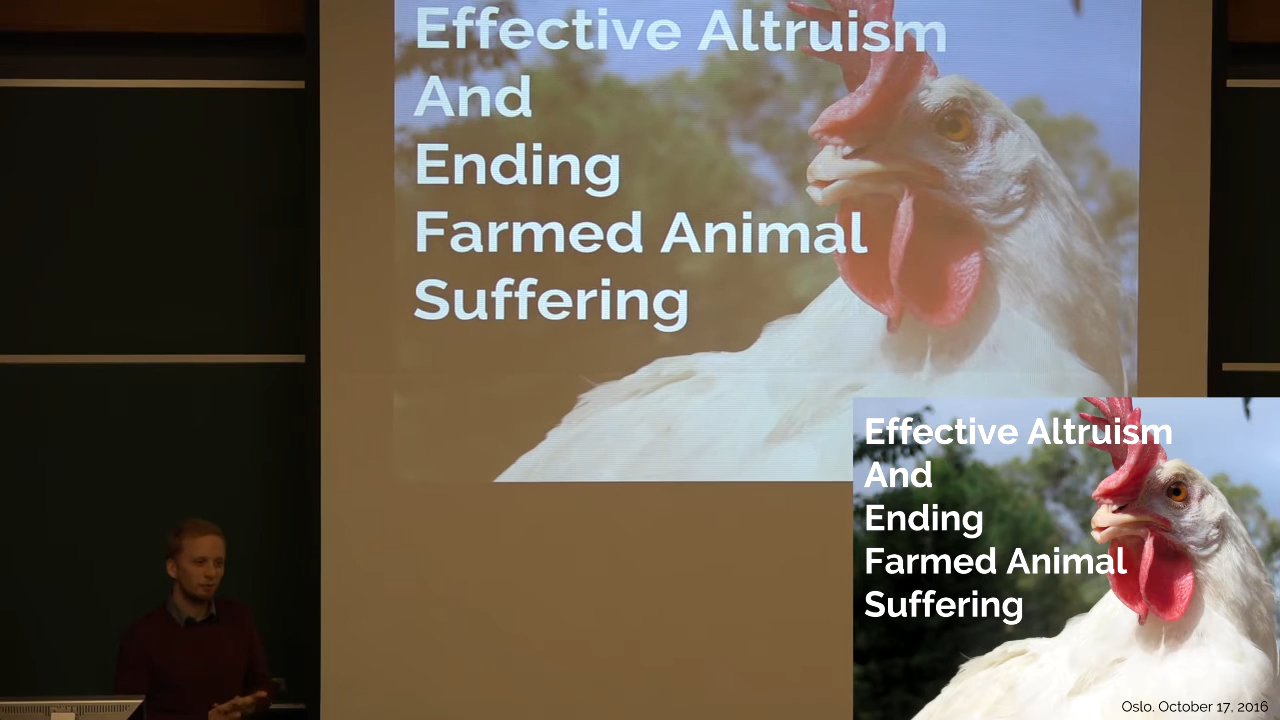 Effective Altruism
And
Ending
Farmed Animal
Suffering
Effective Altruism
And
Ending
Farmed Animal
Suffering
Oslo. October 17, 2016